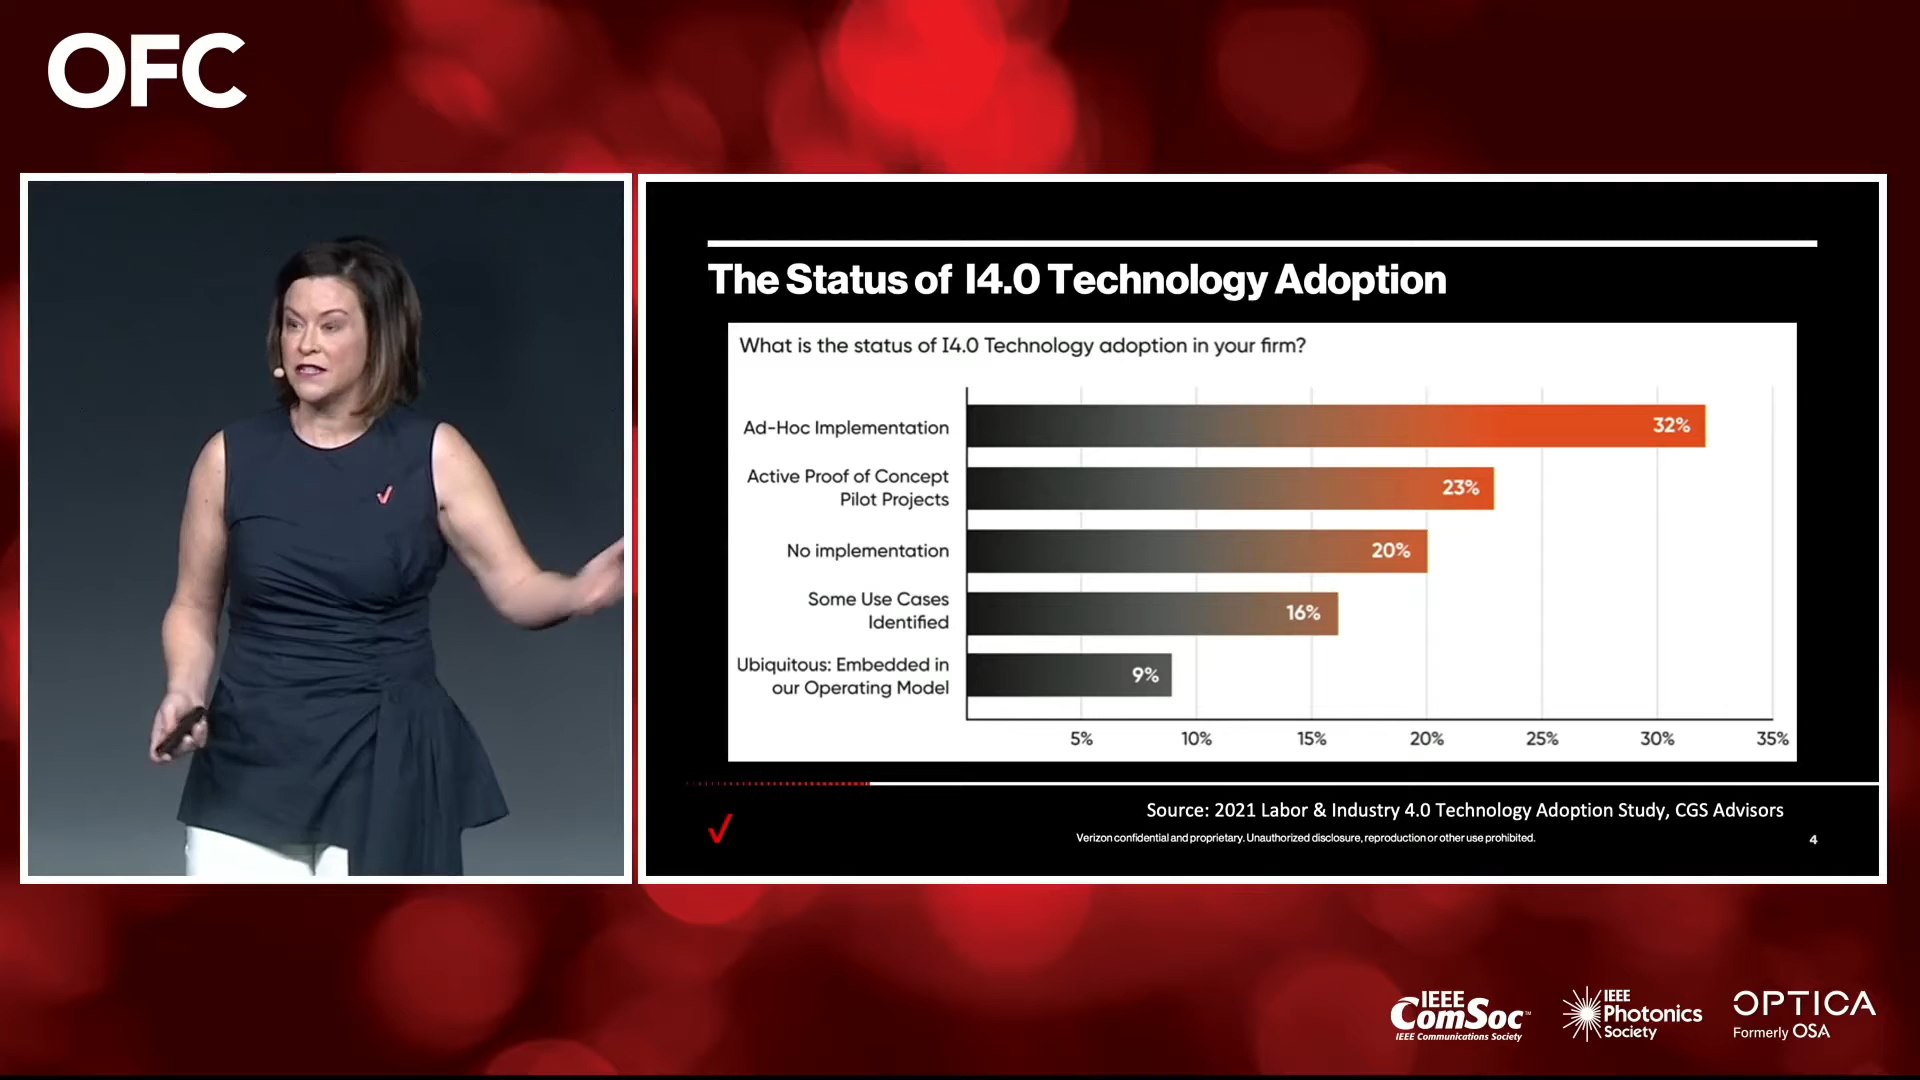 OFC
The Status of I4.0 Technology Adoption
What is the status of I4.0 Technology adoption in your firm?
Ad-Hoc Implementation
32%
Active Proof of Concept
Pilot Projects
23%
No implementation
20%
Some Use Cases
Identified
16%
Ubiquitous: Embedded in
our Operating Model
9%
5% 10% 15% 20% 25% 30% 35%
Source: 2021 Labor & Industry 4.0 Technology Adoption Study, CGS Advisors
Verizon confidential and proprietary. Unauthorized disclosure, reproduction or other use prohibited.
4
IEEE
ComSoc™
IEEE Communications Society
IEEE
Photonics
Society
OPTICA
Formerly OSA